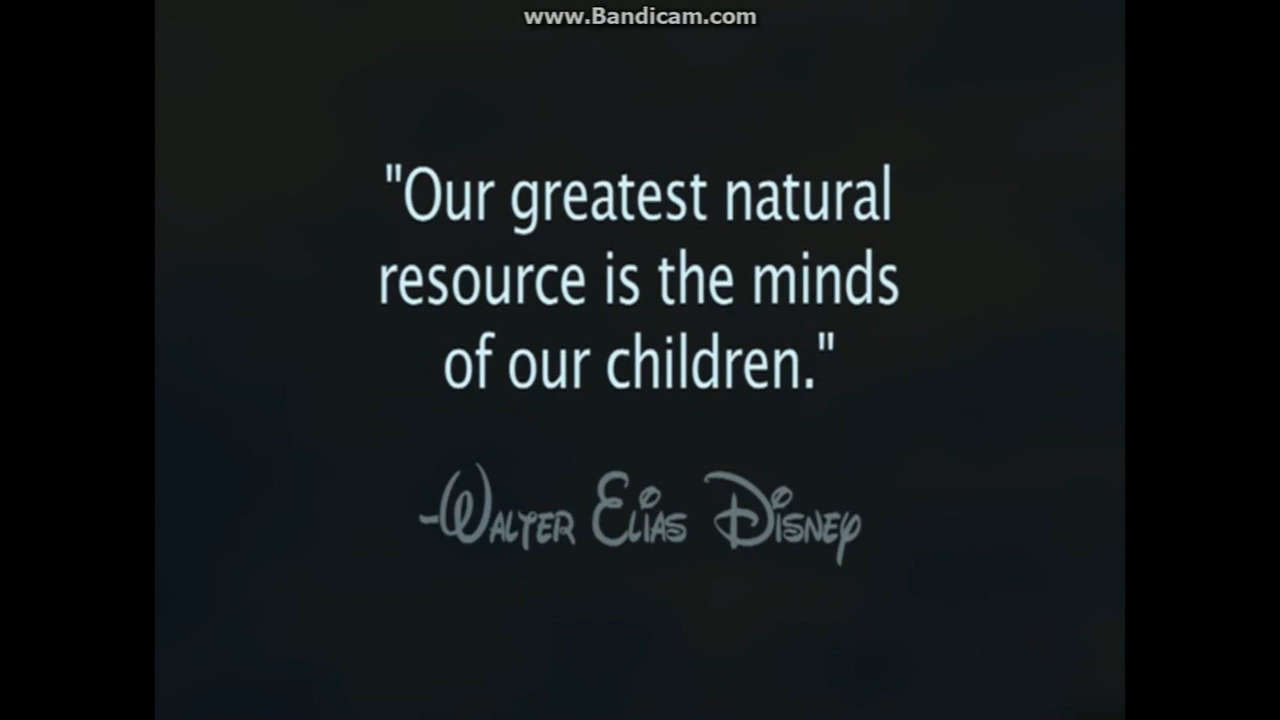 www.Bandicam.com
"Our greatest natural
resource is the minds
of our children."
-Walter Elias Disney